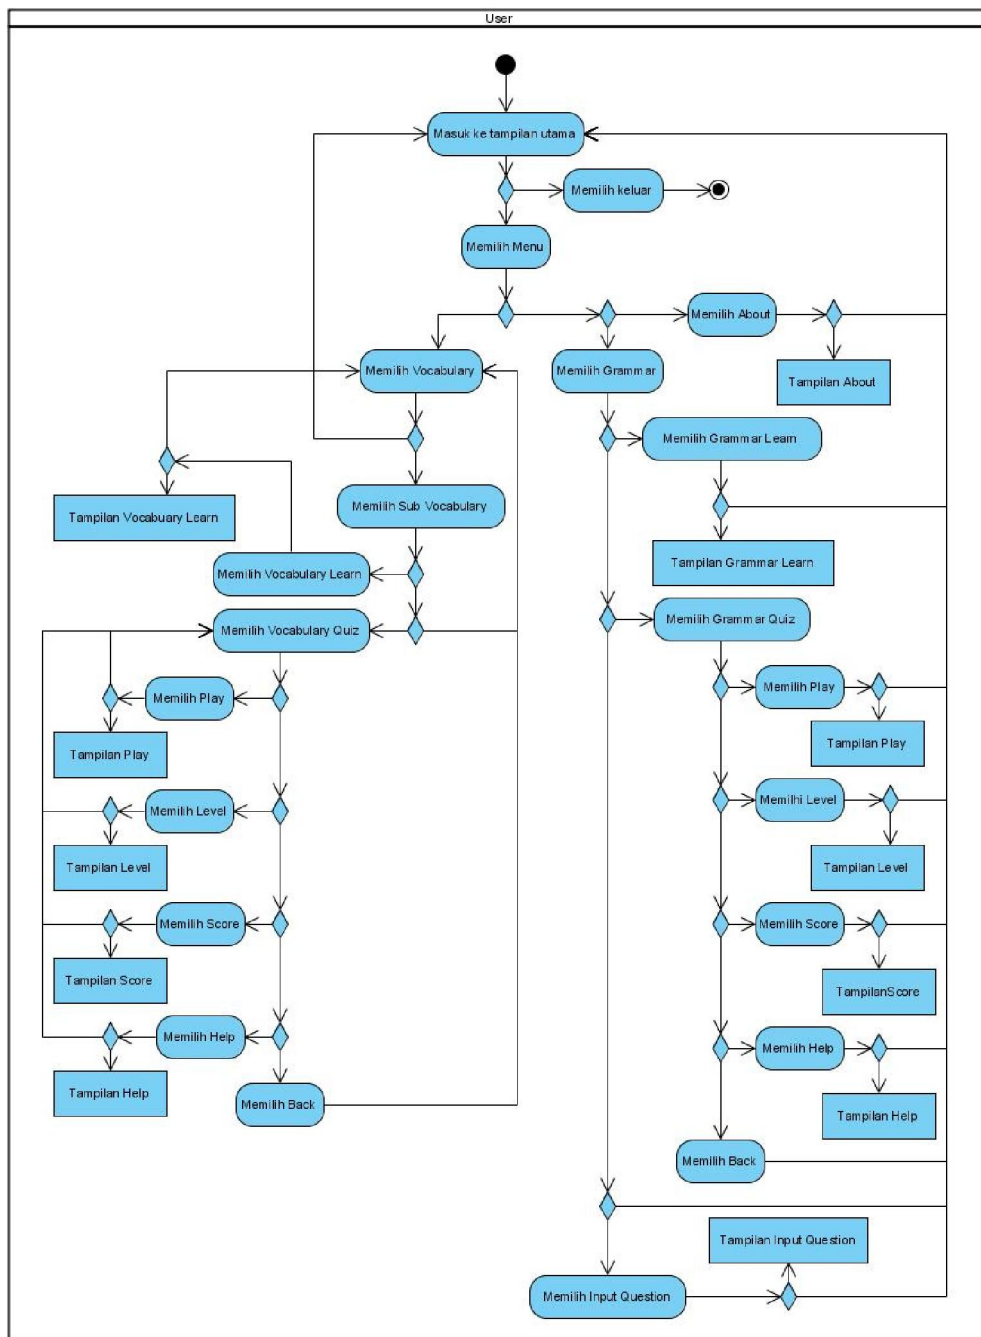 User
Masuk ke tampilan utama
Memilih keluar
Memilih Menu
Memilih About
Memilih Vocabulary
Memilih Grammar
Tampilan About
Memilih Grammar Learn
Memilih Sub Vocabulary
Tampilan Vocabuary Learn
Tampilan Grammar Learn
Memilih Vocabulary Learn
Memilih Vocabulary Quiz
Memilih Grammar Quiz
Memilih Play
Memilih Play
Tampilan Play
Tampilan Play
Memilih Level
Memilhi Level
Tampilan Level
Tampilan Level
Memilih Score
Memilih Score
Tampilan Score
TampilanScore
Memilih Help
Memilih Help
Tampilan Help
Memilih Back
Tampilan Help
Memilih Back
Tampilan Input Question
Memilih Input Question